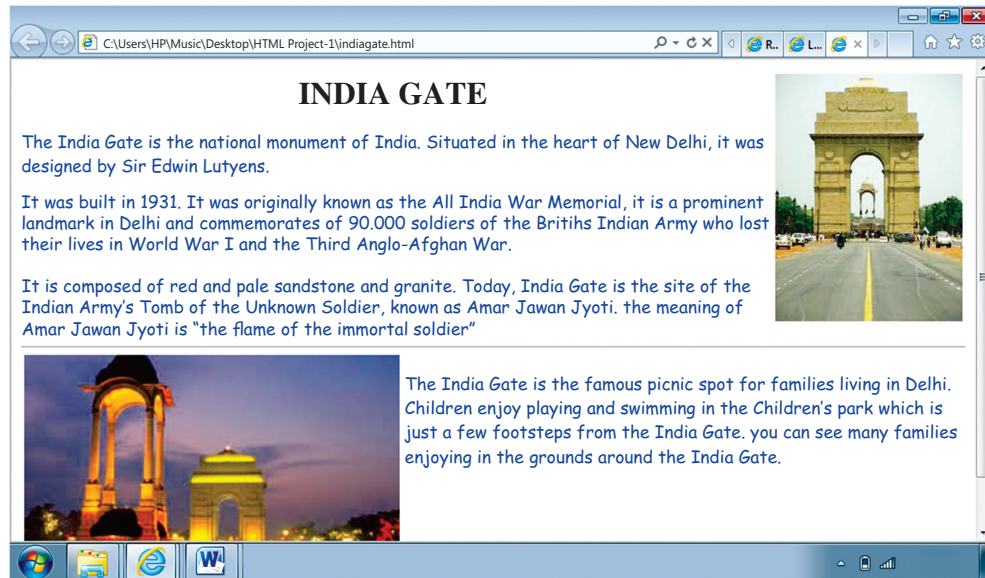 C:\Users\HP\Music\Desktop\HTML Project-1\indiagate.html
R..
L...
INDIA GATE
The India Gate is the national monument of India. Situated in the heart of New Delhi, it was
designed by Sir Edwin Lutyens.
It was built in 1931. It was originally known as the All India War Memorial, it is a prominent
landmark in Delhi and commemorates of 90.000 soldiers of the Britihs Indian Army who lost
their lives in World War I and the Third Anglo-Afghan War.
It is composed of red and pale sandstone and granite. Today, India Gate is the site of the
Indian Army's Tomb of the Unknown Soldier, known as Amar Jawan Jyoti. the meaning of
Amar Jawan Jyoti is “the flame of the immortal soldier”
The India Gate is the famous picnic spot for families living in Delhi.
Children enjoy playing and swimming in the Children's park which is
just a few footsteps from the India Gate. you can see many families
enjoying in the grounds around the India Gate.